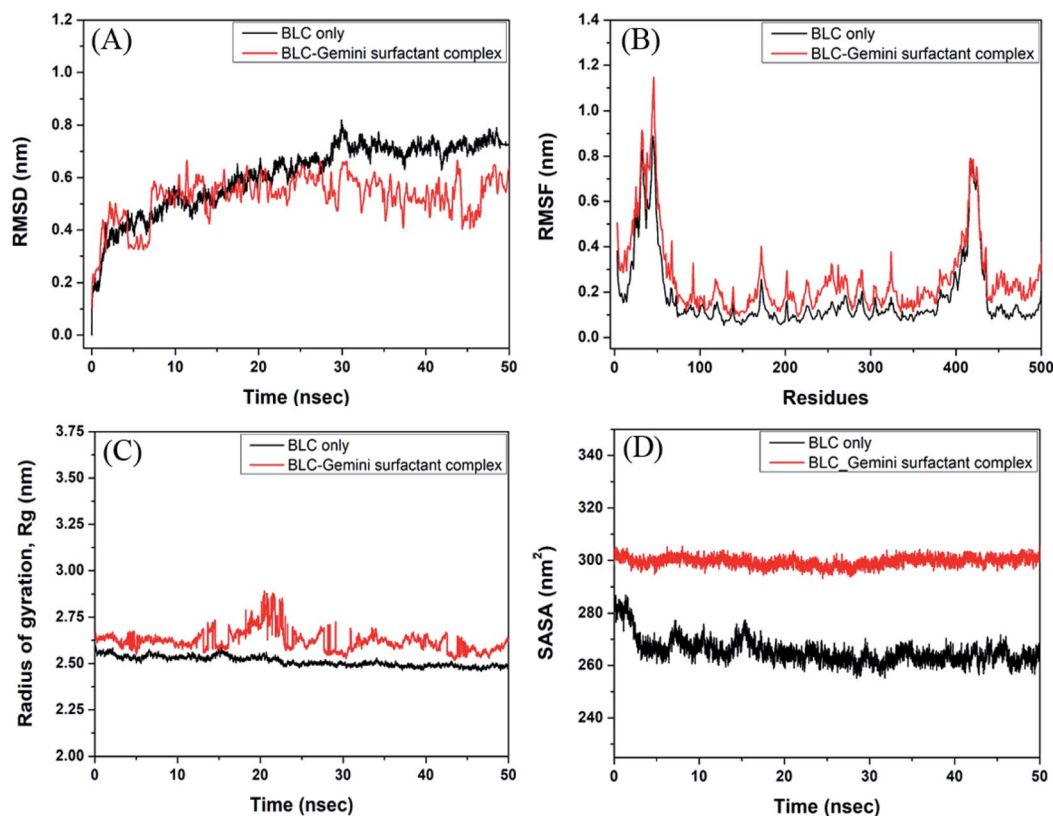 (A)
BLC only
BLC-Gemini surfactant complex
RMSD (nm)
1.2
1.0
0.8
0.6
0.4
0.2
0.0
0 10 20 30 40 50
Time (nsec)
(B)
BLC only
BLC-Gemini surfactant complex
RMSF (nm)
1.4
1.2
1.0
0.8
0.6
0.4
0.2
0.0
0 100 200 300 400 500
Residues
(C)
BLC only
BLC-Gemini surfactant complex
Radius of gyration, Rg (nm)
3.75
3.50
3.25
3.00
2.75
2.50
2.25
2.00
0 10 20 30 40 50
Time (nsec)
(D)
BLC only
BLC_Gemini surfactant complex
SASA (nm²)
340
320
300
280
260
240
0 10 20 30 40 50
Time (nsec)